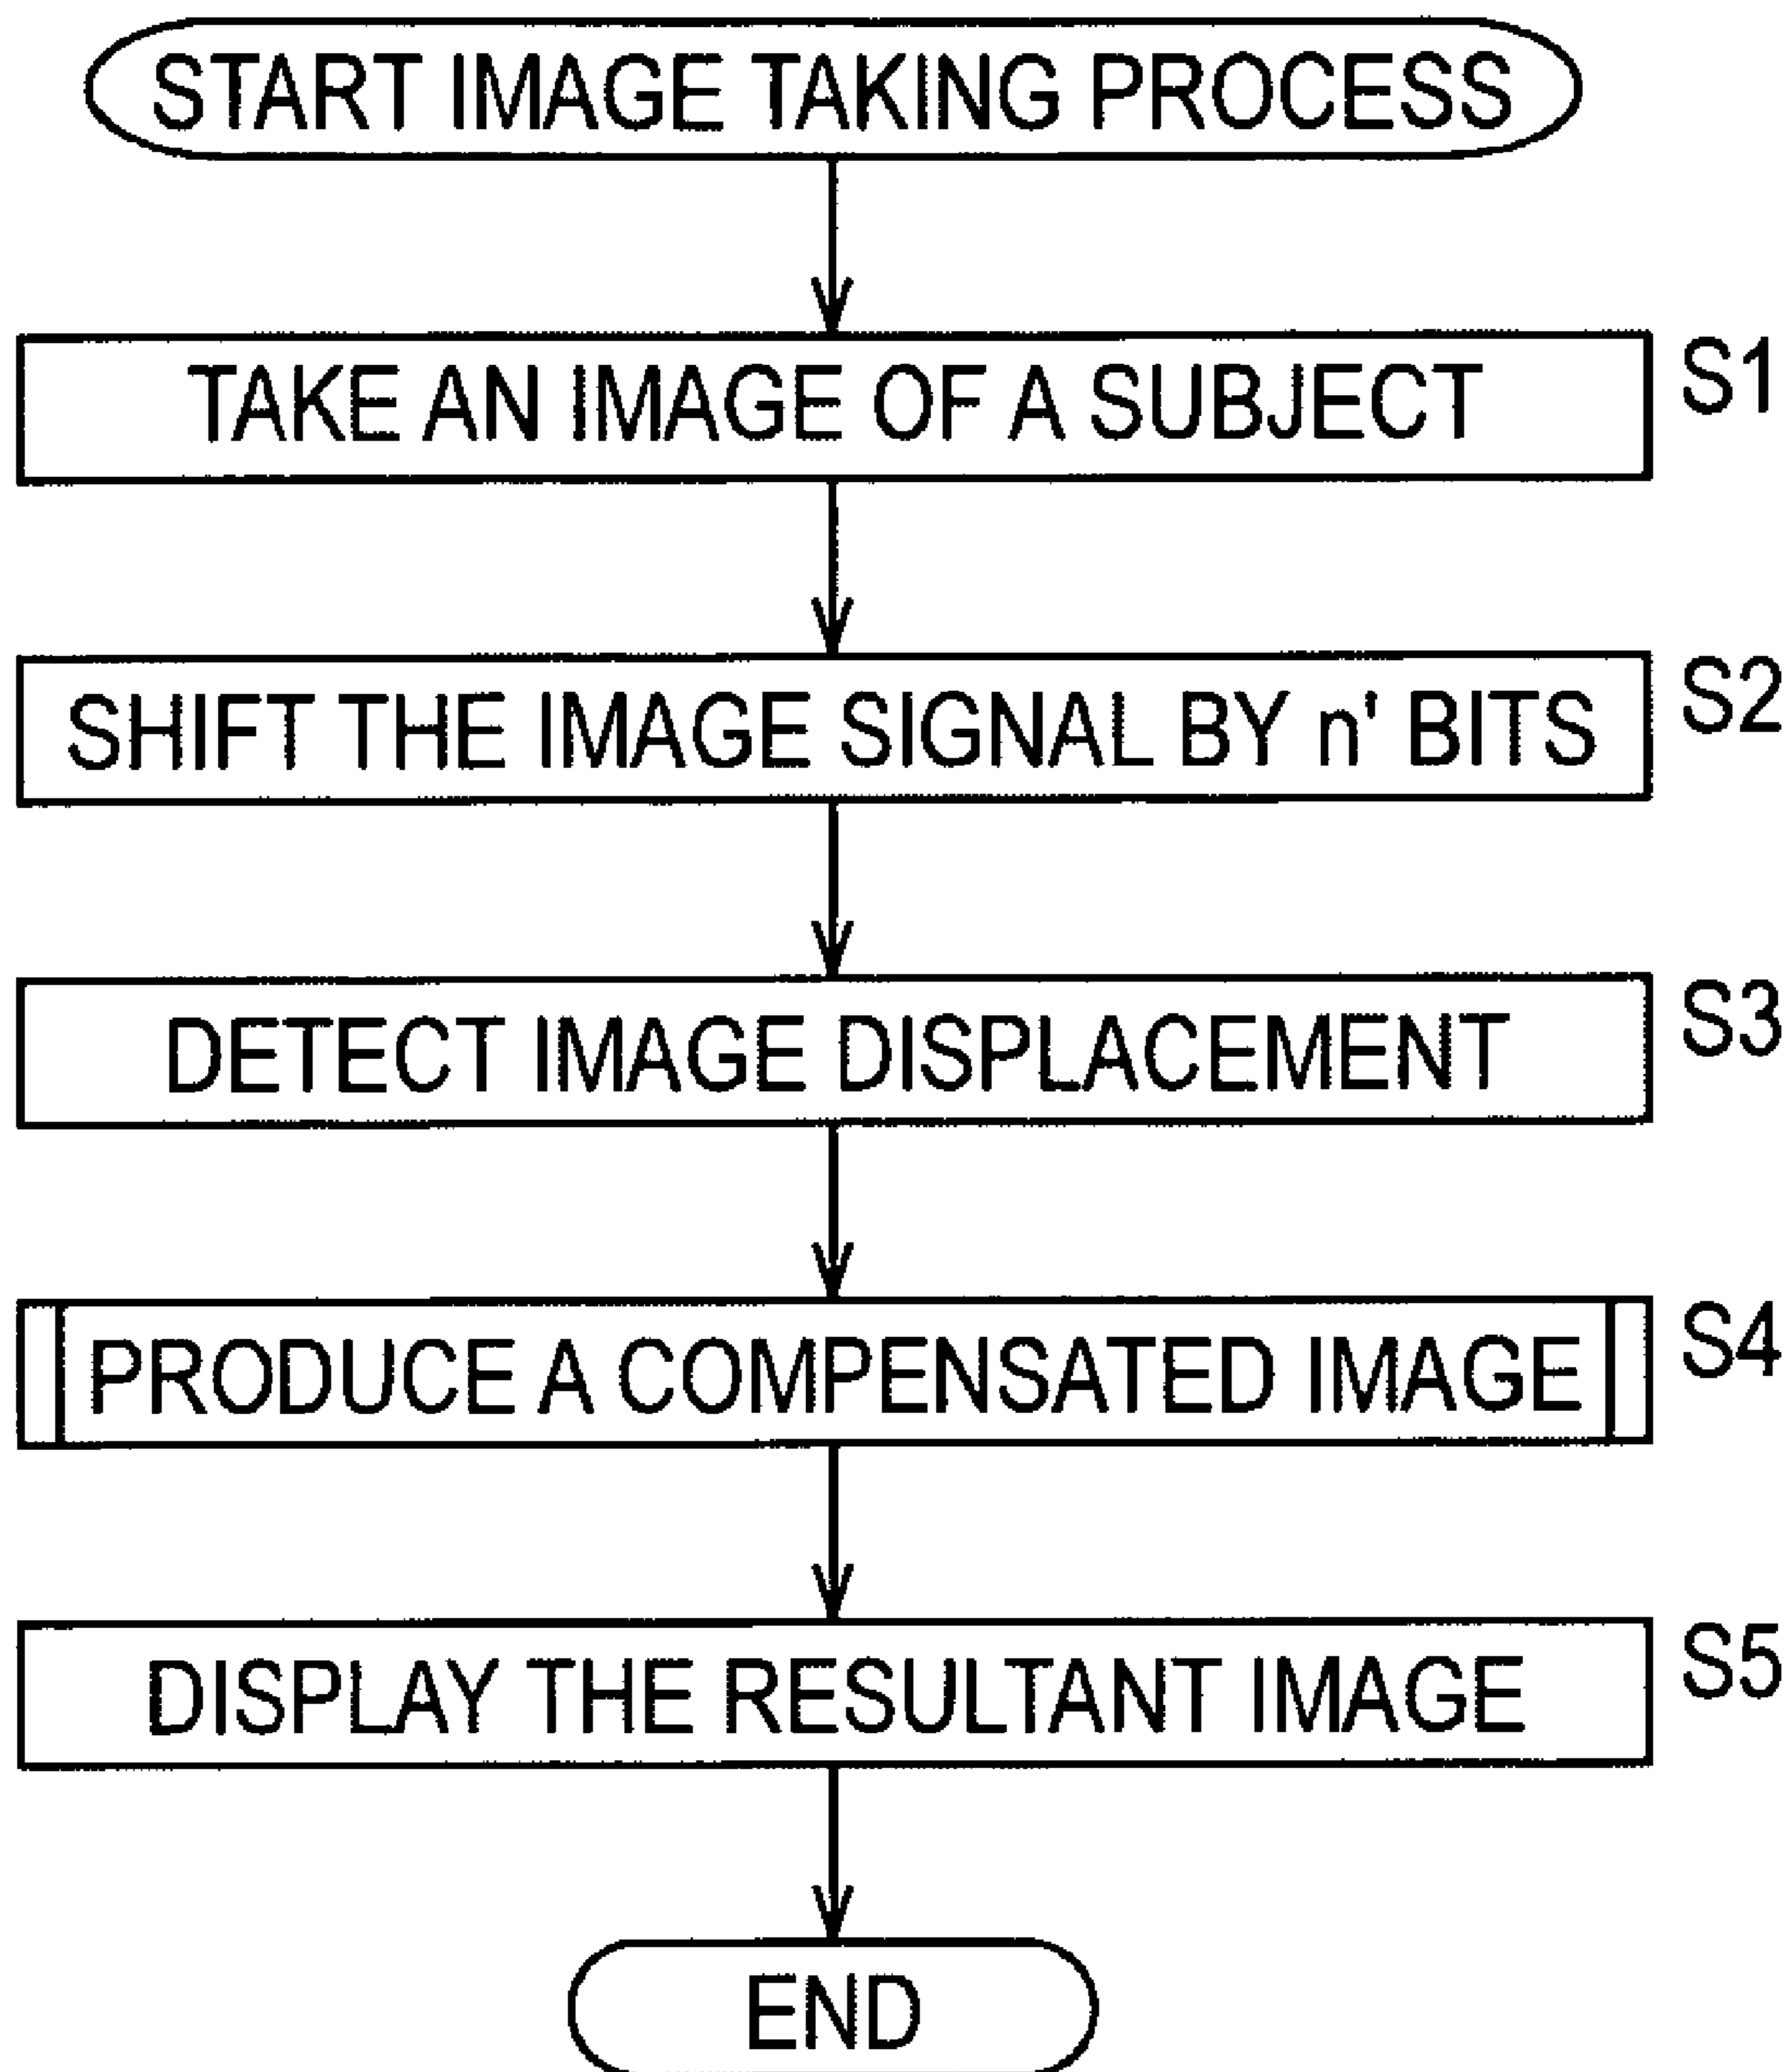 START IMAGE TAKING PROCESS
TAKE AN IMAGE OF A SUBJECT
S1
SHIFT THE IMAGE SIGNAL BY n' BITS
S2
DETECT IMAGE DISPLACEMENT
S3
PRODUCE A COMPENSATED IMAGE
S4
DISPLAY THE RESULTANT IMAGE
S5
END